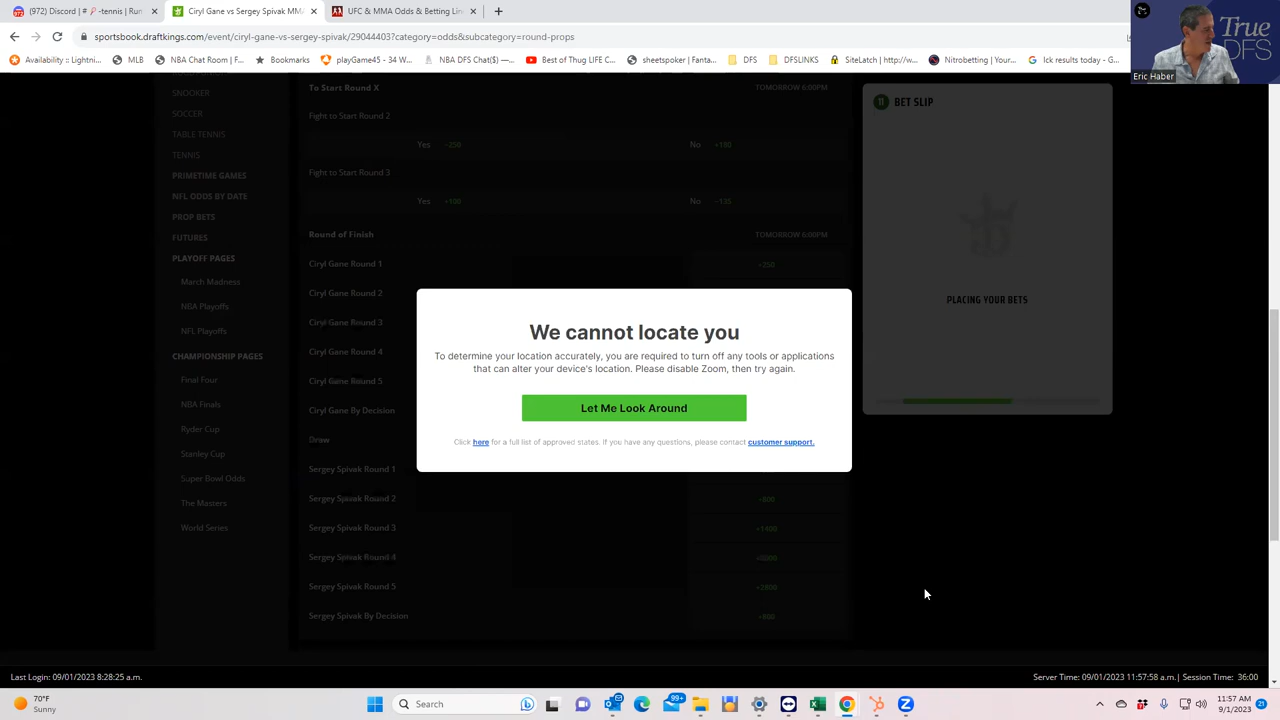 (972) Discord | # 🎾-tennis | Run
Ciryl Gane vs Sergey Spivak MMA
UFC & MMA Odds & Betting Lin
sportsbook.draftkings.com/event/ciryl-gane-vs-sergey-spivak/29044403?category=odds&subcategory=round-props
Availability :: Lightni... MLB NBA Chat Room | F... Bookmarks playGame45 - 34 W... NBA DFS Chat($) —... Best of Thug LIFE C... sheetspoker | Fanta... DFS DFSLINKS SiteLatch | http://w... Nitrobetting | Your... Ick results today - G...
True
DFS
Eric Haber
SNOOKER
SOCCER
TABLE TENNIS
TENNIS
PRIMETIME GAMES
NFL ODDS BY DATE
PROP BETS
FUTURES
PLAYOFF PAGES
March Madness
NBA Playoffs
NFL Playoffs
CHAMPIONSHIP PAGES
Final Four
NBA Finals
Ryder Cup
Stanley Cup
Super Bowl Odds
The Masters
World Series
To Start Round X TOMORROW 6:00PM
Fight to Start Round 2
Yes −250 No +180
Fight to Start Round 3
Yes +100 No −135
Round of Finish TOMORROW 6:00PM
Ciryl Gane Round 1 +250
Ciryl Gane Round 2
Ciryl Gane Round 3
Ciryl Gane Round 4
Ciryl Gane Round 5
Ciryl Gane By Decision
Draw
Sergey Spivak Round 1
Sergey Spivak Round 2 +800
Sergey Spivak Round 3 +1400
Sergey Spivak Round 4
Sergey Spivak Round 5 +2800
Sergey Spivak By Decision +800
BET SLIP
PLACING YOUR BETS
We cannot locate you
To determine your location accurately, you are required to turn off any tools or applications
that can alter your device's location. Please disable Zoom, then try again.
Let Me Look Around
Click here for a full list of approved states. If you have any questions, please contact customer support.
Last Login: 09/01/2023 8:28:25 a.m.
Server Time: 09/01/2023 11:57:58 a.m.| Session Time: 36:00
70°F
Sunny
Search
99+
11:57 AM
9/1/2023
21